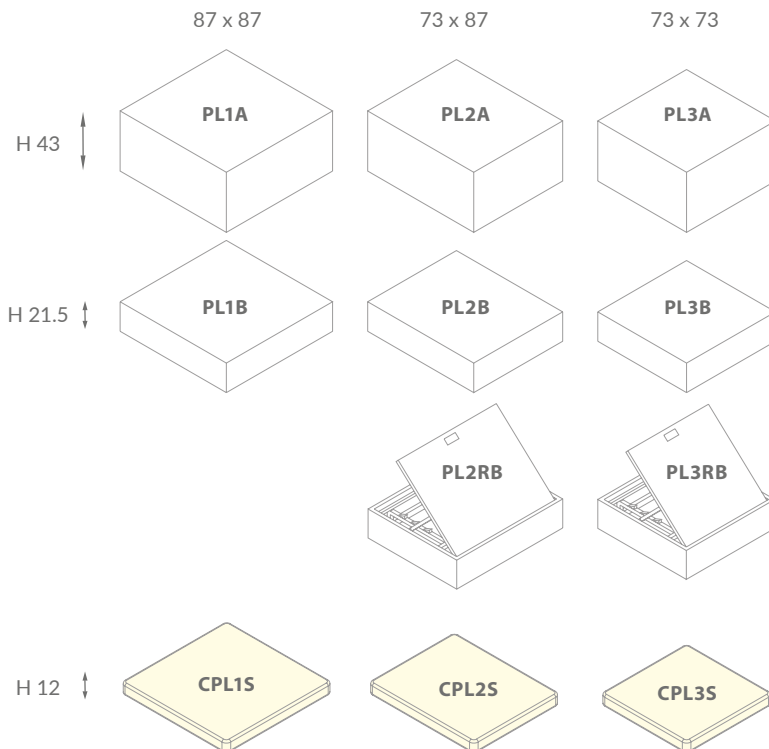 87 x 87 73 x 87 73 x 73
H 43 PL1A PL2A PL3A
H 21.5 PL1B PL2B PL3B
PL2RB PL3RB
H 12 CPL1S CPL2S CPL3S